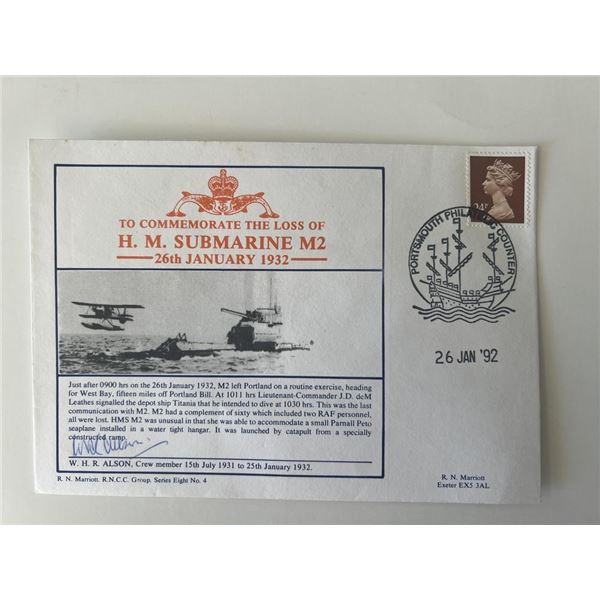 TO COMMEMORATE THE LOSS OF
H. M. SUBMARINE M2
26th JANUARY 1932
Just after 0900 hrs on the 26th January 1932, M2 left Portland on a routine exercise, heading
for West Bay, fifteen miles off Portland Bill. At 1011 hrs Lieutenant-Commander J.D. deM
Leathes signalled the depot ship Titania that he intended to dive at 1030 hrs. This was the last
communication with M2. M2 had a complement of sixty which included two RAF personnel,
all were lost. HMS M2 was unusual in that she was able to accommodate a small Parnall Peto
seaplane installed in a water tight hangar. It was launched by catapult from a specially
constructed ramp.
W. H. R. ALSON, Crew member 15th July 1931 to 25th January 1932.
R. N. Marriott. R.N.C.C. Group. Series Eight No. 4
24P
PORTSMOUTH PHILATELIC COUNTER
26 JAN '92
R. N. Marriott
Exeter EX5 3AL